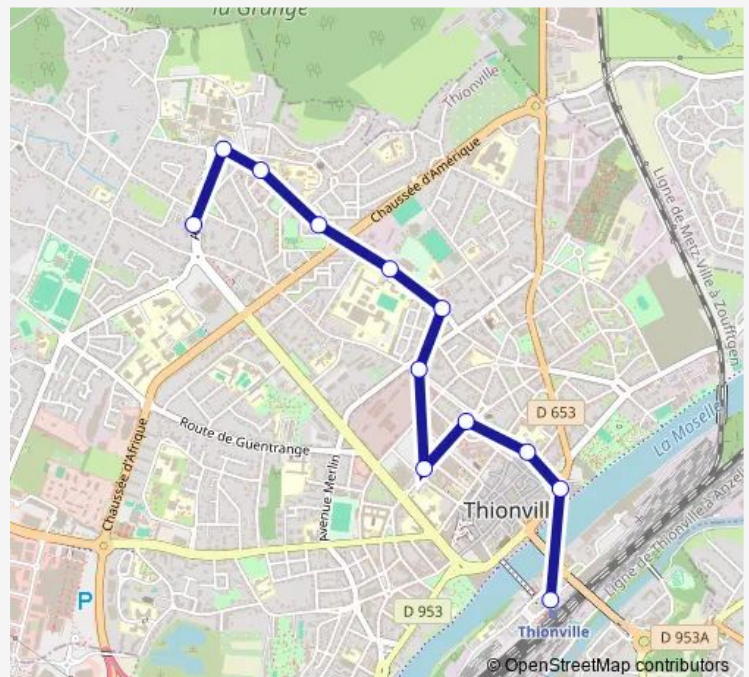 la Grange
Thionville
Chaussée d'Amérique
Ligne de Metz-Ville à Zoufftgen
D 653
La Moselle
Route de Guentrange
Chaussée d'Afrique
Avenue Merlin
Thionvill
Ligne de Thionville à Anzel
P
D 953
Thionville
D 953A
© OpenStreetMap contributors